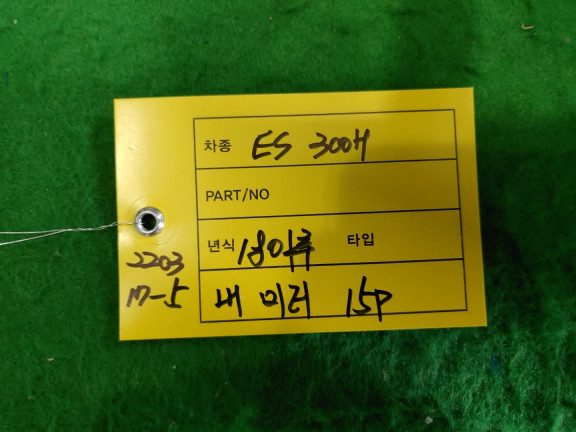 차종 ES 300H
PART/NO
년식 18이후 타입
내 미러 15P
2203
17-5